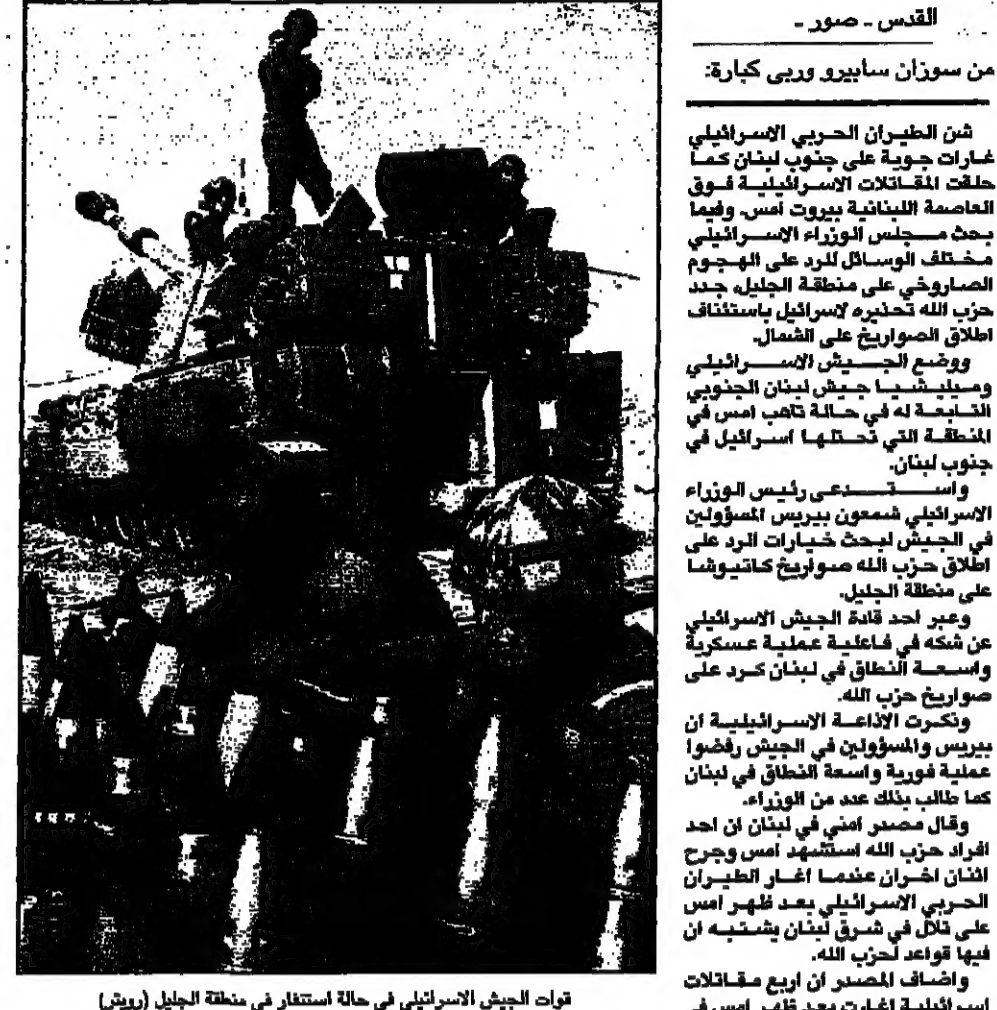 القدس - صور -
من سوزان سابيرو وربى كبارة:
شن الطيران الحربي الاسرائيلي
غارات جوية على جنوب لبنان كما
حلقت المقاتلات الاسرائيلية فوق
العاصمة اللبنانية بيروت امس. وفيما
بحث مجلس الوزراء الاسرائيلي
مختلف الوسائل للرد على الهجوم
الصاروخي على منطقة الجليل، جدد
حزب الله تحذيره لاسرائيل باستئناف
اطلاق الصواريخ على الشمال.
ووضع الجيش الاسرائيلي
وميليشيا جيش لبنان الجنوبي
التابعة له في حالة تاهب امس في
المنطقة التي تحتلها اسرائيل في
جنوب لبنان.
واستدعى رئيس الوزراء
الاسرائيلي شمعون بيريس المسؤولين
في الجيش لبحث خيارات الرد على
اطلاق حزب الله صواريخ كاتيوشا
على منطقة الجليل.
وعبر احد قادة الجيش الاسرائيلي
عن شكه في فاعلية عملية عسكرية
واسعة النطاق في لبنان كرد على
صواريخ حزب الله.
وذكرت الاذاعة الاسرائيلية ان
بيريس والمسؤولين في الجيش رفضوا
عملية فورية واسعة النطاق في لبنان
كما طالب بذلك عدد من الوزراء.
وقال مصدر امني في لبنان ان احد
افراد حزب الله استشهد امس وجرح
اثنان اخران عندما اغار الطيران
الحربي الاسرائيلي بعد ظهر امس
على تلال في شرق لبنان يشتبه ان
فيها قواعد لحزب الله.
واضاف المصدر ان اربع مقاتلات
اسرائيلية اغارت بعد ظهر امس في
قوات الجيش الاسرائيلي في حالة استنفار في منطقة الجليل (رويتر)